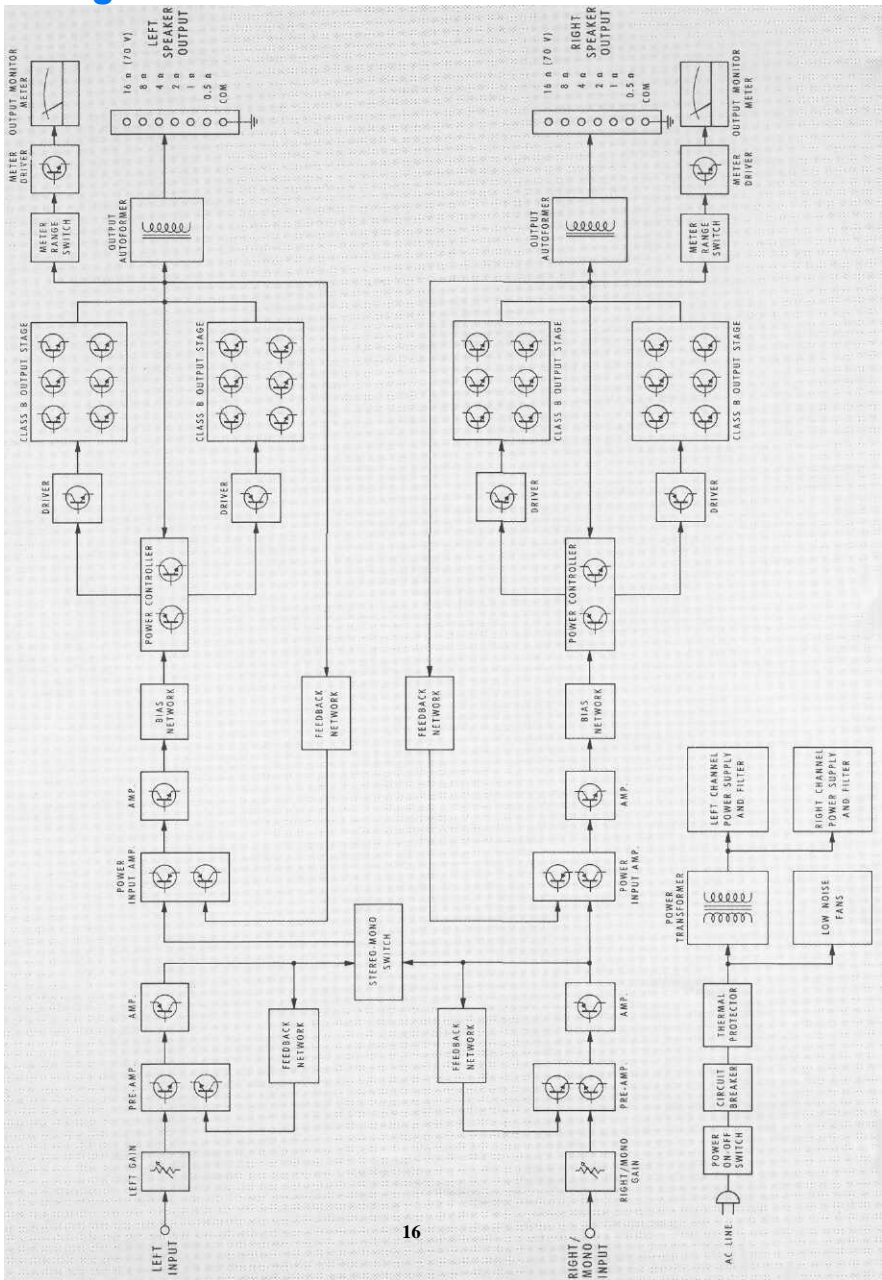 LEFT
INPUT
LEFT GAIN
PRE-AMP.
AMP.
FEEDBACK
NETWORK
STEREO-MONO
SWITCH
POWER
INPUT AMP.
AMP.
BIAS
NETWORK
FEEDBACK
NETWORK
POWER CONTROLLER
DRIVER
DRIVER
CLASS B OUTPUT STAGE
CLASS B OUTPUT STAGE
METER
RANGE
SWITCH
METER
DRIVER
OUTPUT MONITOR
METER
OUTPUT
AUTOFORMER
LEFT
SPEAKER
OUTPUT
16 Ω (70 V)
8 Ω
4 Ω
2 Ω
1 Ω
0.5 Ω
COM
RIGHT/
MONO
INPUT
RIGHT/MONO
GAIN
PRE-AMP.
AMP.
FEEDBACK
NETWORK
POWER
INPUT AMP.
AMP.
BIAS
NETWORK
FEEDBACK
NETWORK
POWER CONTROLLER
DRIVER
DRIVER
CLASS B OUTPUT STAGE
CLASS B OUTPUT STAGE
OUTPUT
AUTOFORMER
METER
RANGE
SWITCH
METER
DRIVER
OUTPUT MONITOR
METER
RIGHT
SPEAKER
OUTPUT
16 Ω (70 V)
8 Ω
4 Ω
2 Ω
1 Ω
0.5 Ω
COM
AC LINE
POWER
ON-OFF
SWITCH
CIRCUIT
BREAKER
THERMAL
PROTECTOR
POWER
TRANSFORMER
LOW NOISE
FANS
LEFT CHANNEL
POWER SUPPLY
AND FILTER
RIGHT CHANNEL
POWER SUPPLY
AND FILTER
16